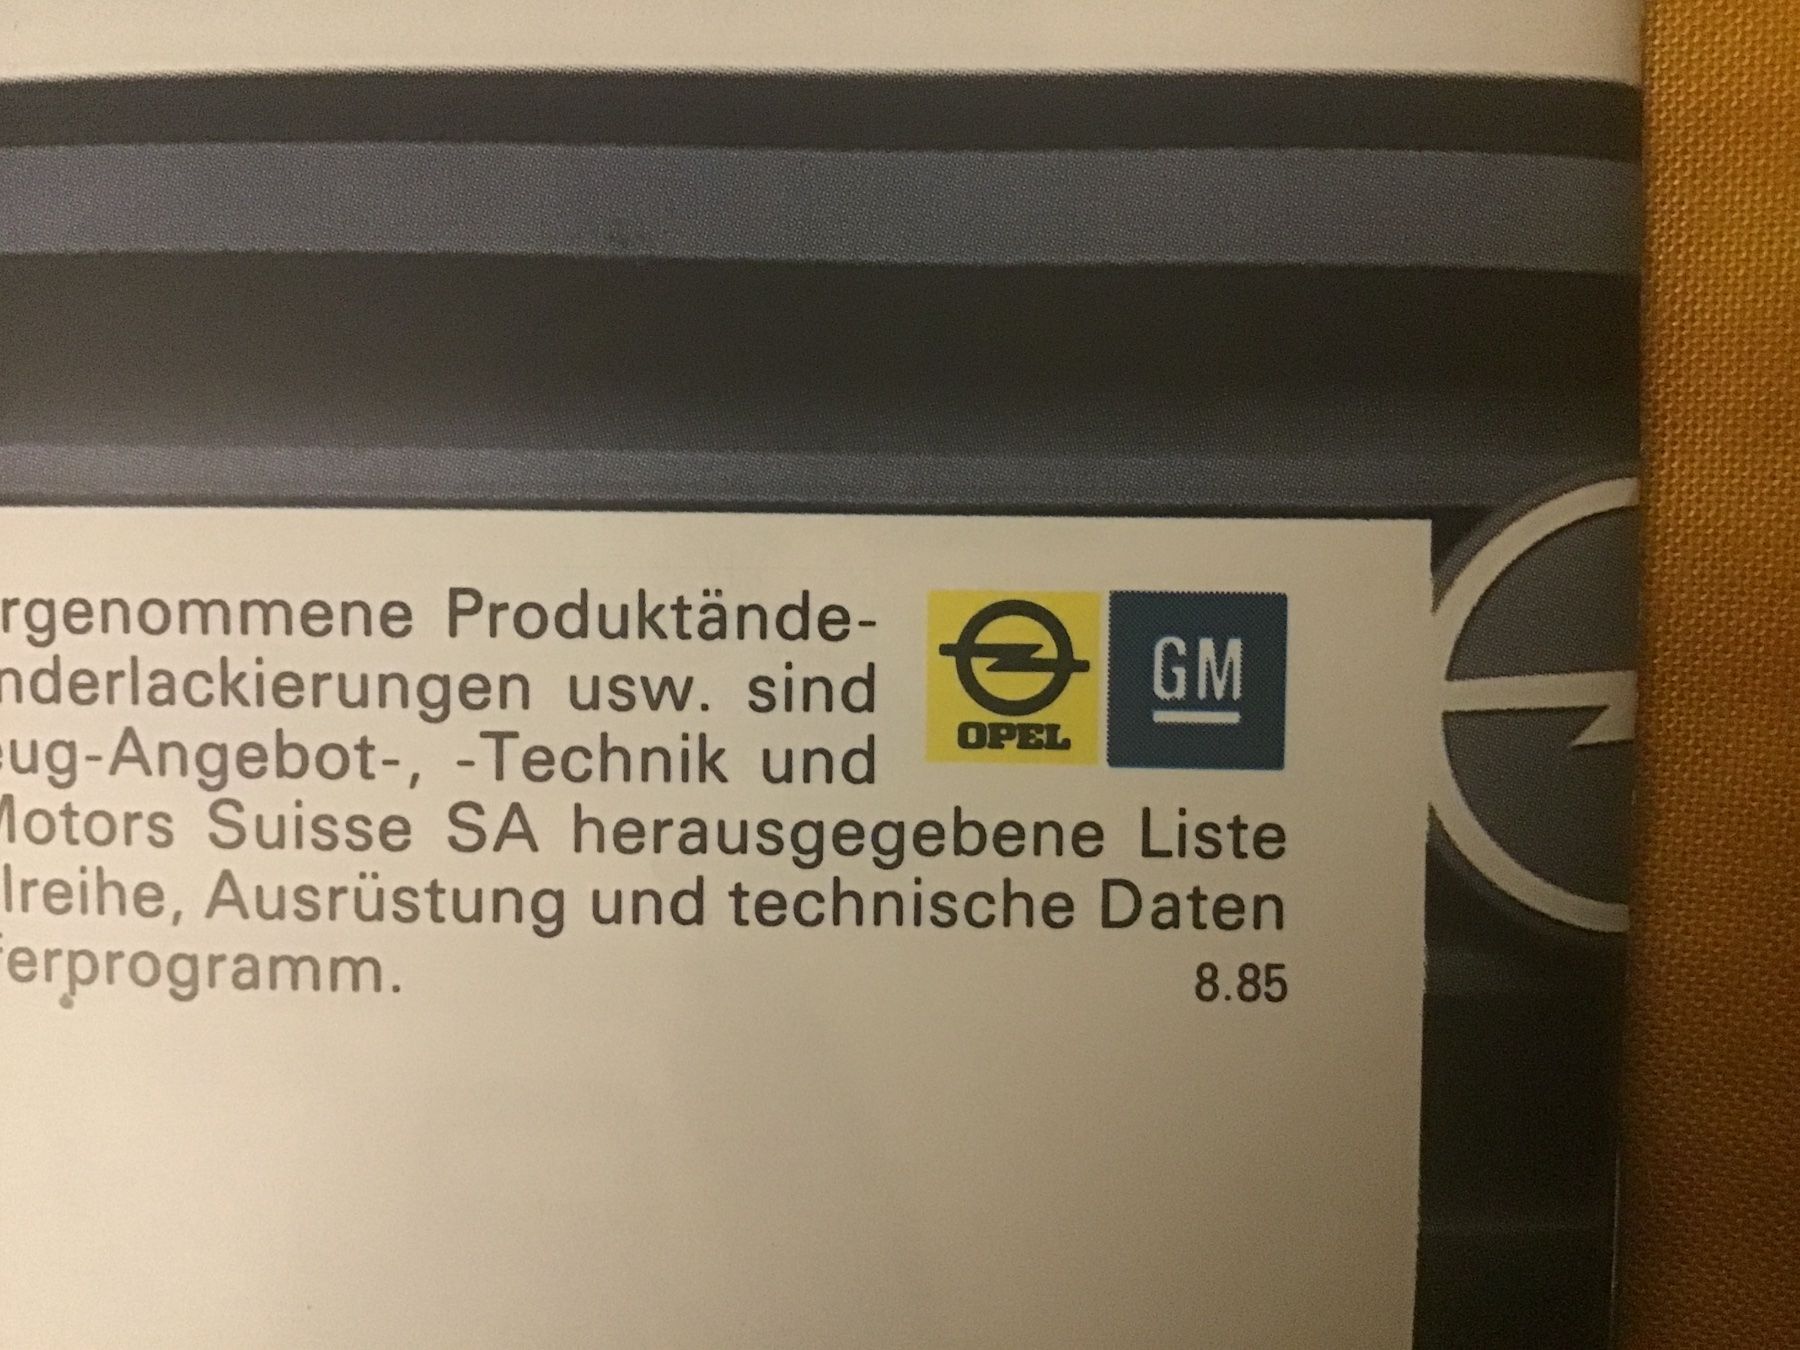 rgenommene Produktände-
nderlackierungen usw. sind
ug-Angebot-, -Technik und
Motors Suisse SA herausgegebene Liste
lreihe, Ausrüstung und technische Daten
ferprogramm.
8.85
OPEL
GM